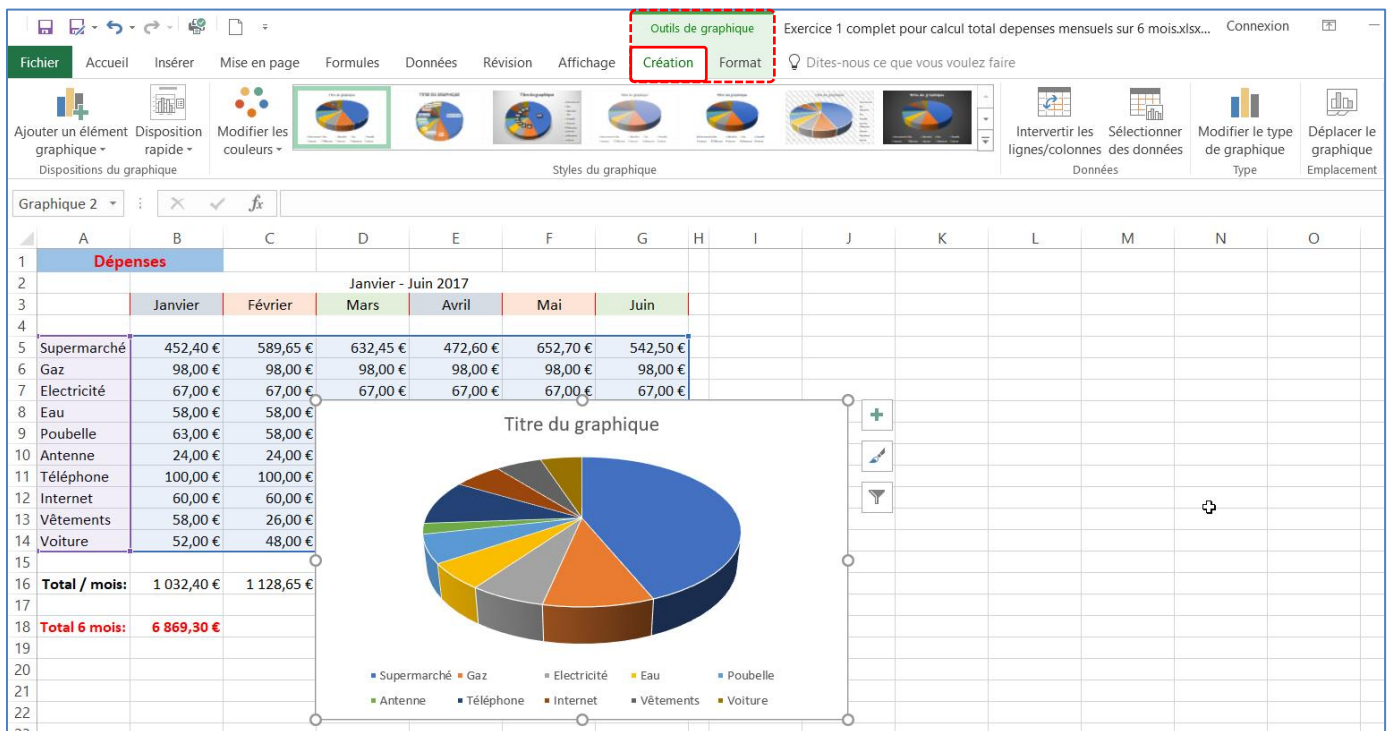 Outils de graphique
Exercice 1 complet pour calcul total depenses mensuels sur 6 mois.xlsx...
Connexion
Fichier Accueil Insérer Mise en page Formules Données Révision Affichage Création Format Dites-nous ce que vous voulez faire
Ajouter un élément Disposition Modifier les Intervertir les Sélectionner Modifier le type Déplacer le
graphique rapide couleurs lignes/colonnes des données de graphique graphique
Dispositions du graphique Styles du graphique Données Type Emplacement
Graphique 2 fx
A B C D E F G H I J K L M N O
1 Dépenses
2 Janvier - Juin 2017
3 Janvier Février Mars Avril Mai Juin
4
5 Supermarché 452,40 € 589,65 € 632,45 € 472,60 € 652,70 € 542,50 €
6 Gaz 98,00 € 98,00 € 98,00 € 98,00 € 98,00 € 98,00 €
7 Electricité 67,00 € 67,00 € 67,00 € 67,00 € 67,00 € 67,00 €
8 Eau 58,00 € 58,00 €
9 Poubelle 63,00 € 58,00 €
10 Antenne 24,00 € 24,00 €
11 Téléphone 100,00 € 100,00 €
12 Internet 60,00 € 60,00 €
13 Vêtements 58,00 € 26,00 €
14 Voiture 52,00 € 48,00 €
15
16 Total / mois: 1 032,40 € 1 128,65 €
17
18 Total 6 mois: 6 869,30 €
19
20
21
22
Titre du graphique
Supermarché Gaz Electricité Eau Poubelle
Antenne Téléphone Internet Vêtements Voiture